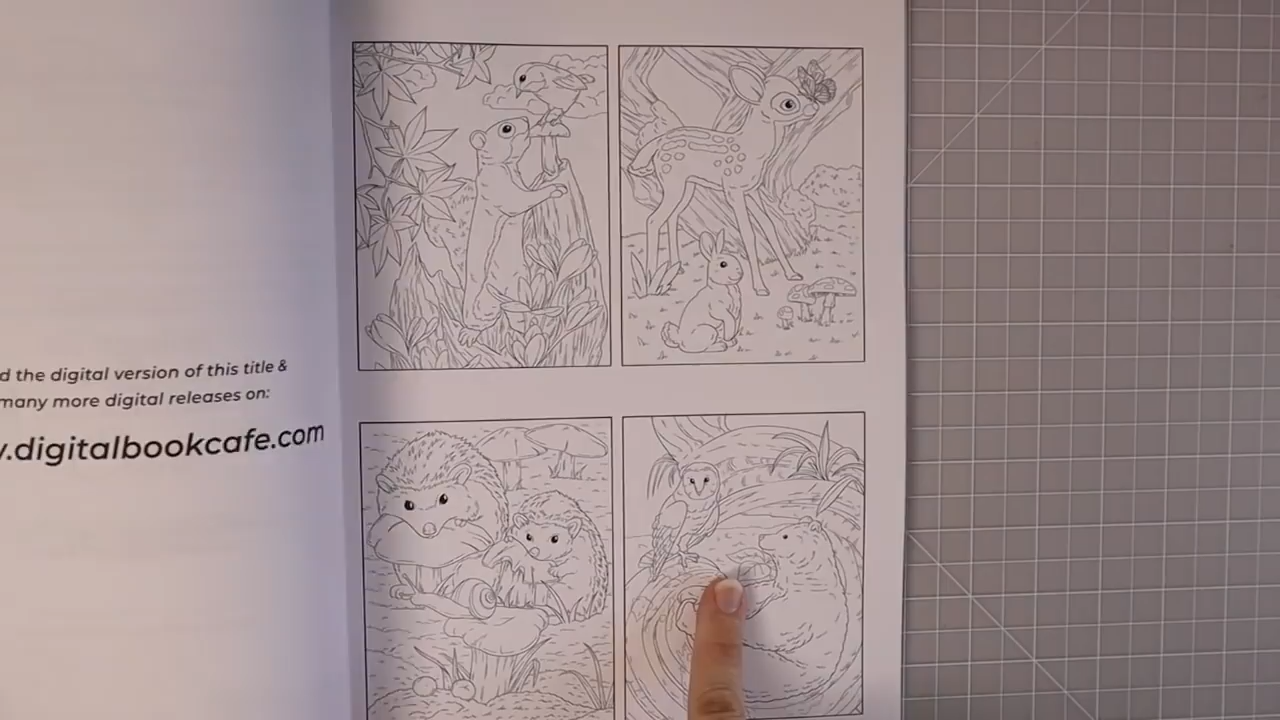 d the digital version of this title &
many more digital releases on:
.digitalbookcafe.com